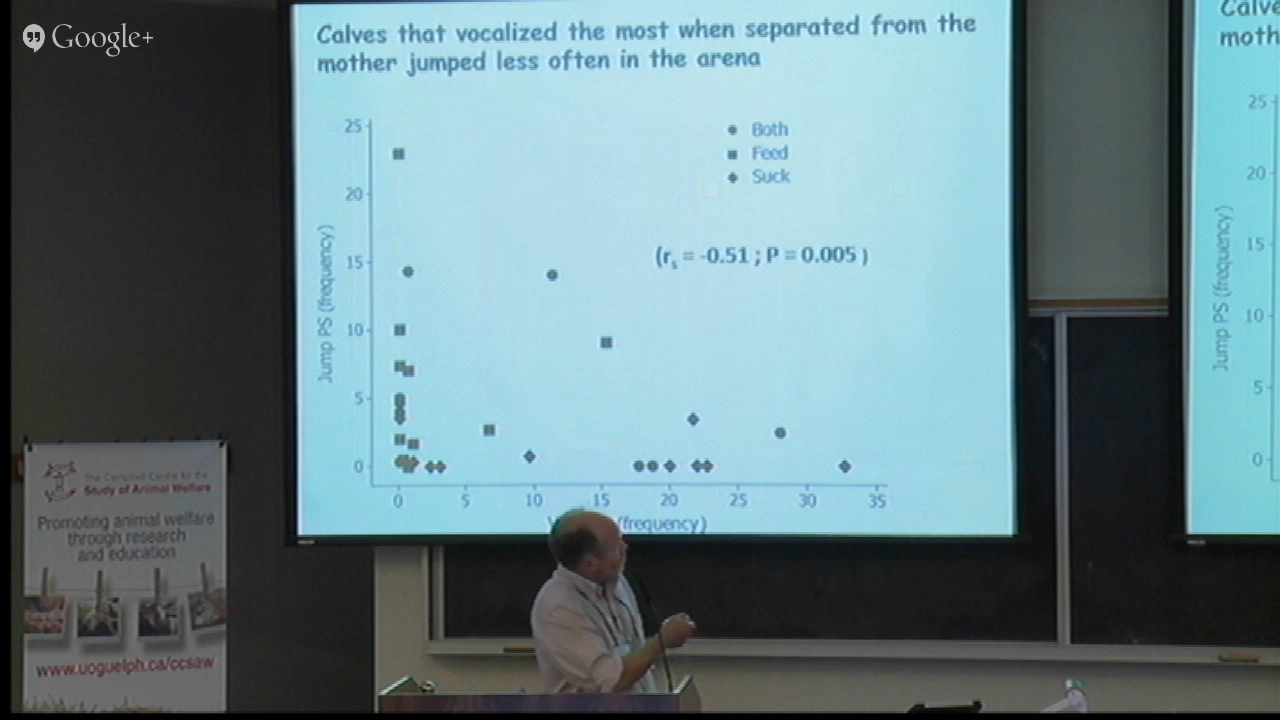 Google+
Calves that vocalized the most when separated from the
mother jumped less often in the arena
25
20
15
10
5
0
Jump PS (frequency)
Both
Feed
Suck
(rs = -0.51 ; P = 0.005 )
0 5 10 15 20 25 30 35
(frequency)
Calve
moth
25
20
15
10
5
0
Jump PS (frequency)
The Campbell Centre for the
Study of Animal Welfare
Promoting animal welfare
through research
and education
www.uoguelph.ca/ccsaw